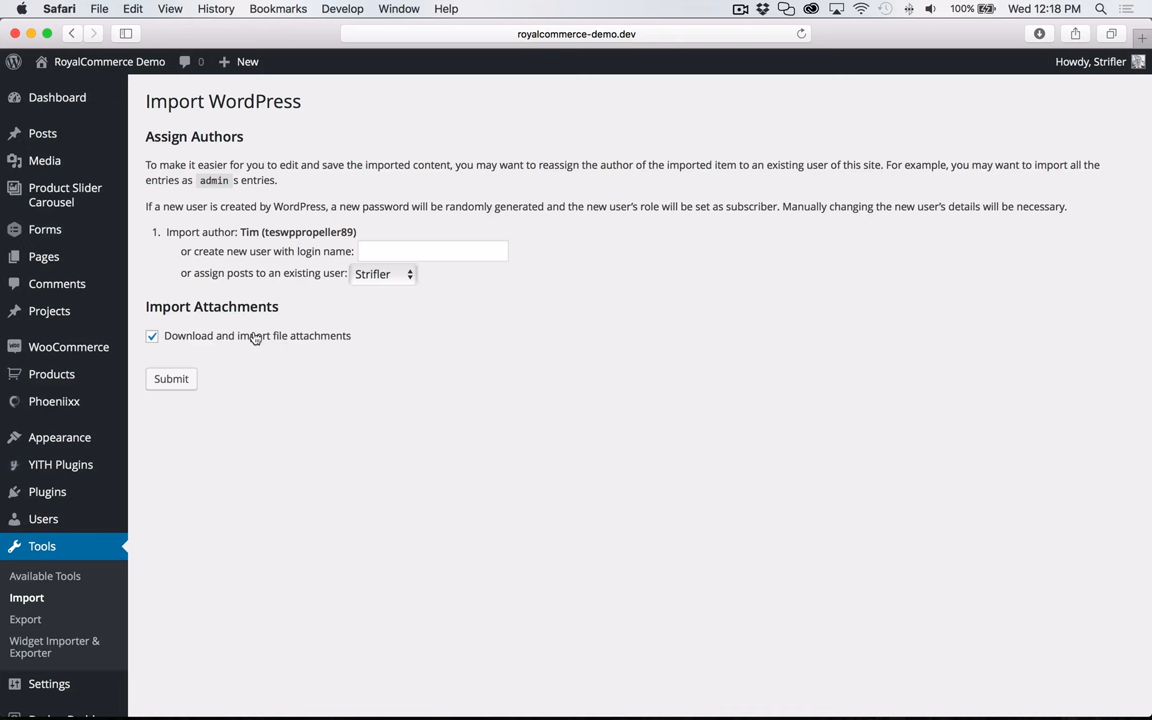 Safari File Edit View History Bookmarks Develop Window Help 100% Wed 12:18 PM
royalcommerce-demo.dev
RoyalCommerce Demo 0 + New Howdy, Strifler
Dashboard
Posts
Media
Product Slider
Carousel
Forms
Pages
Comments
Projects
WooCommerce
Products
Phoeniixx
Appearance
YITH Plugins
Plugins
Users
Tools
Available Tools
Import
Export
Widget Importer &
Exporter
Settings
Import WordPress
Assign Authors
To make it easier for you to edit and save the imported content, you may want to reassign the author of the imported item to an existing user of this site. For example, you may want to import all the
entries as admin s entries.
If a new user is created by WordPress, a new password will be randomly generated and the new user's role will be set as subscriber. Manually changing the new user's details will be necessary.
1. Import author: Tim (teswppropeller89)
or create new user with login name:
or assign posts to an existing user: Strifler
Import Attachments
Download and import file attachments
Submit